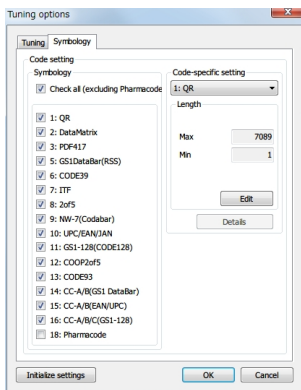 Tuning options
Tuning
Symbology
Code setting
Symbology
Check all (excluding Pharmacode
1: QR
2: DataMatrix
3: PDF417
5: GS1DataBar(RSS)
6: CODE39
7: ITF
8: 2of5
9: NW-7(Codabar)
10: UPC/EAN/JAN
11: GS1-128(CODE128)
12: COOP2of5
13: CODE93
14: CC-A/B(GS1 DataBar)
15: CC-A/B(EAN/UPC)
16: CC-A/B/C(GS1-128)
18: Pharmacode
Code-specific setting
1: QR
Length
Max 7089
Min 1
Edit
Details
Initialize settings
OK
Cancel